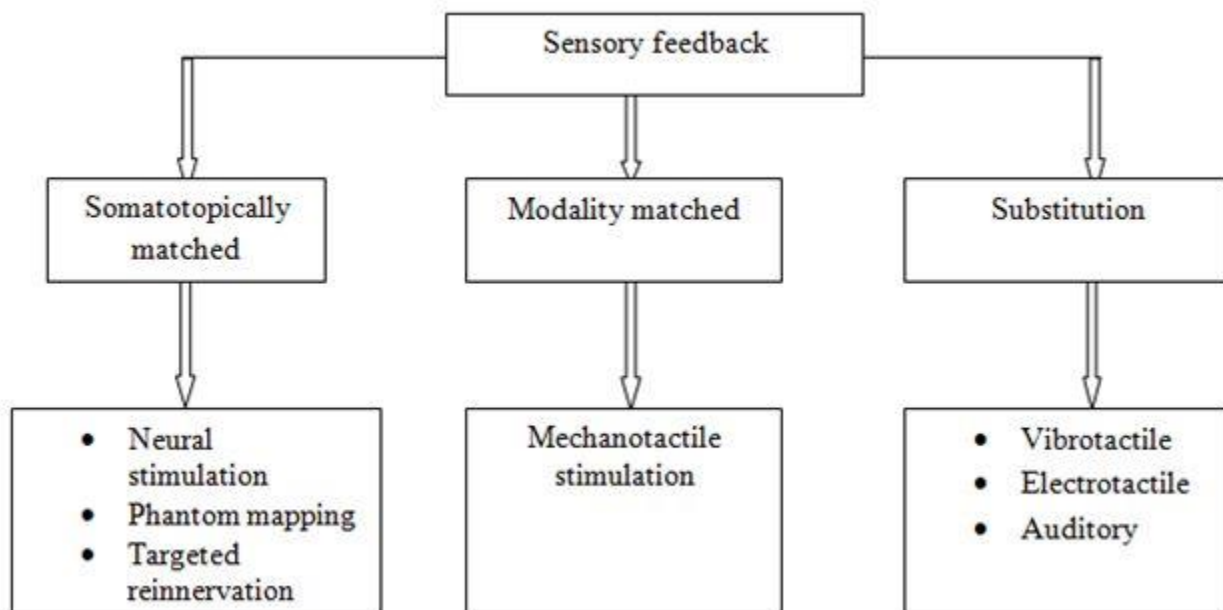 Sensory feedback
Somatotopically
matched
Modality matched
Substitution
• Neural
stimulation
• Phantom mapping
• Targeted
reinnervation
Mechanotactile
stimulation
• Vibrotactile
• Electrotactile
• Auditory